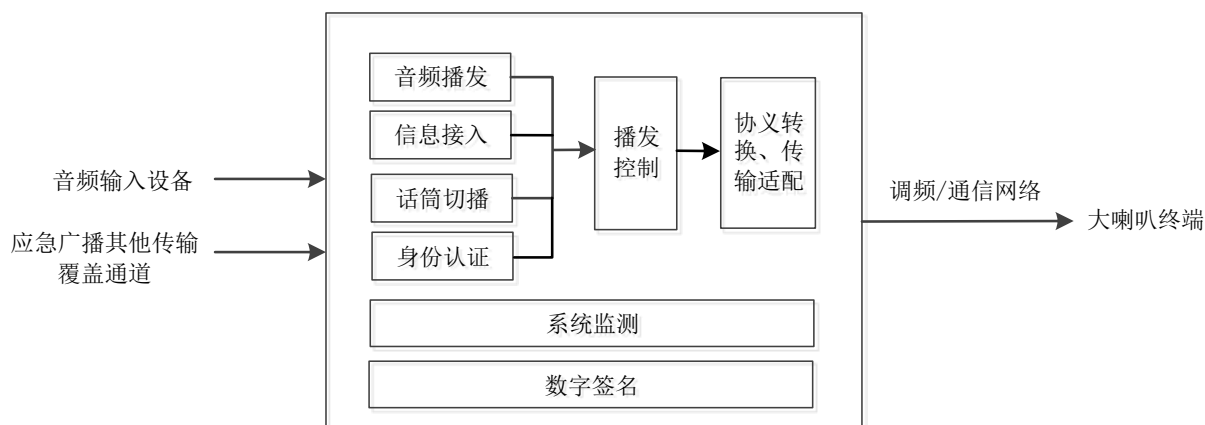 音频输入设备
应急广播其他传输
覆盖通道
音频播发
信息接入
话筒切播
身份认证
播发
控制
协义转
换、传
输适配
系统监测
数字签名
调频/通信网络
大喇叭终端